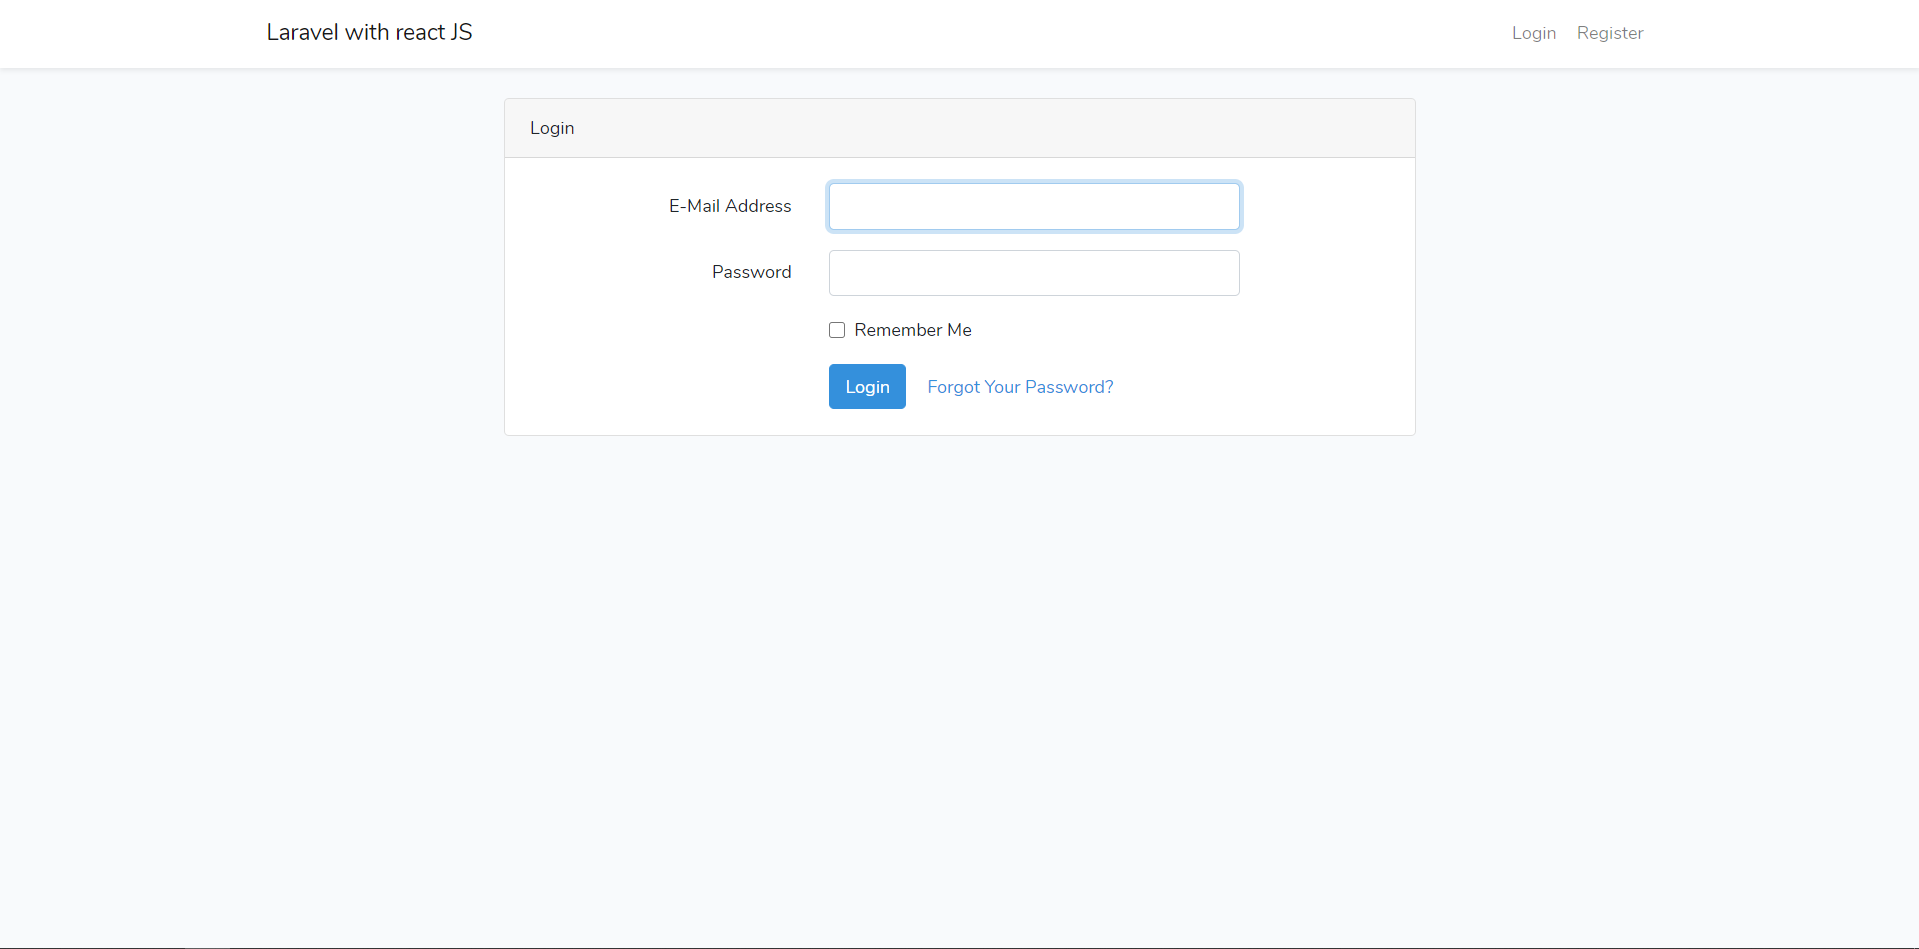 Laravel with react JS
Login Register
Login
E-Mail Address
Password
Remember Me
Login Forgot Your Password?